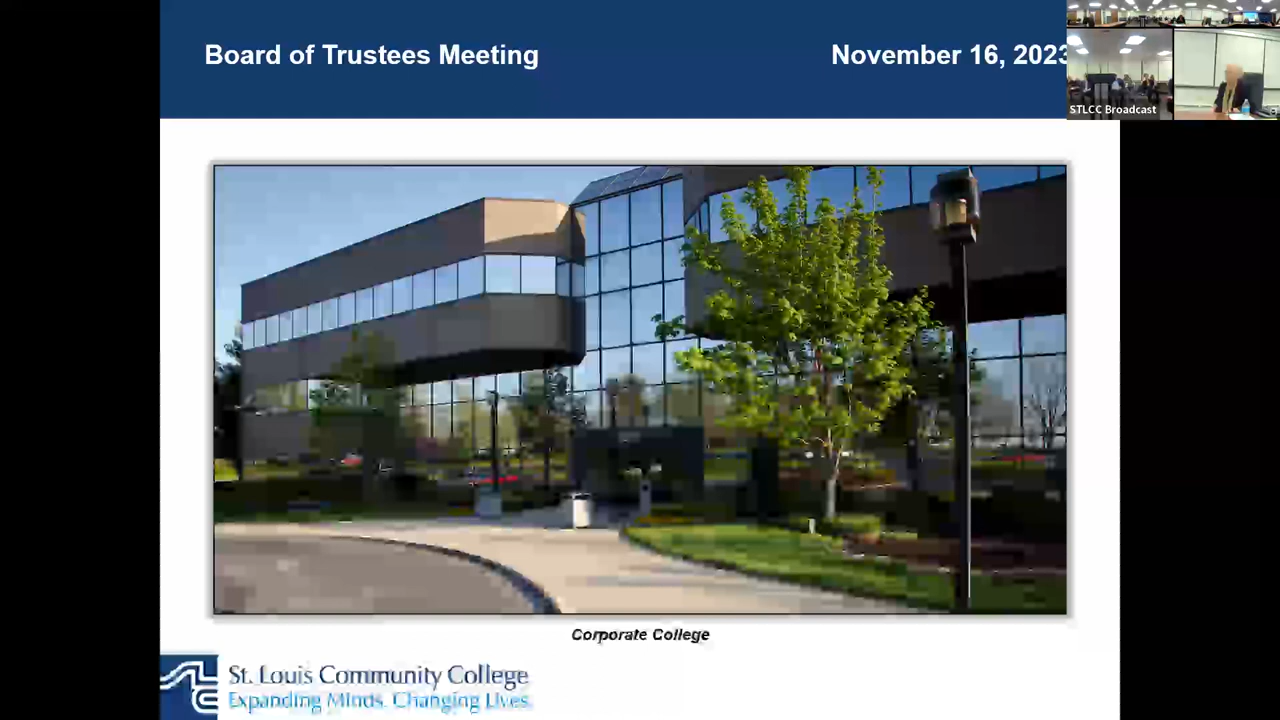 Board of Trustees Meeting
November 16, 2023
STLCC Broadcast
Corporate College
St. Louis Community College
Expanding Minds. Changing Lives.